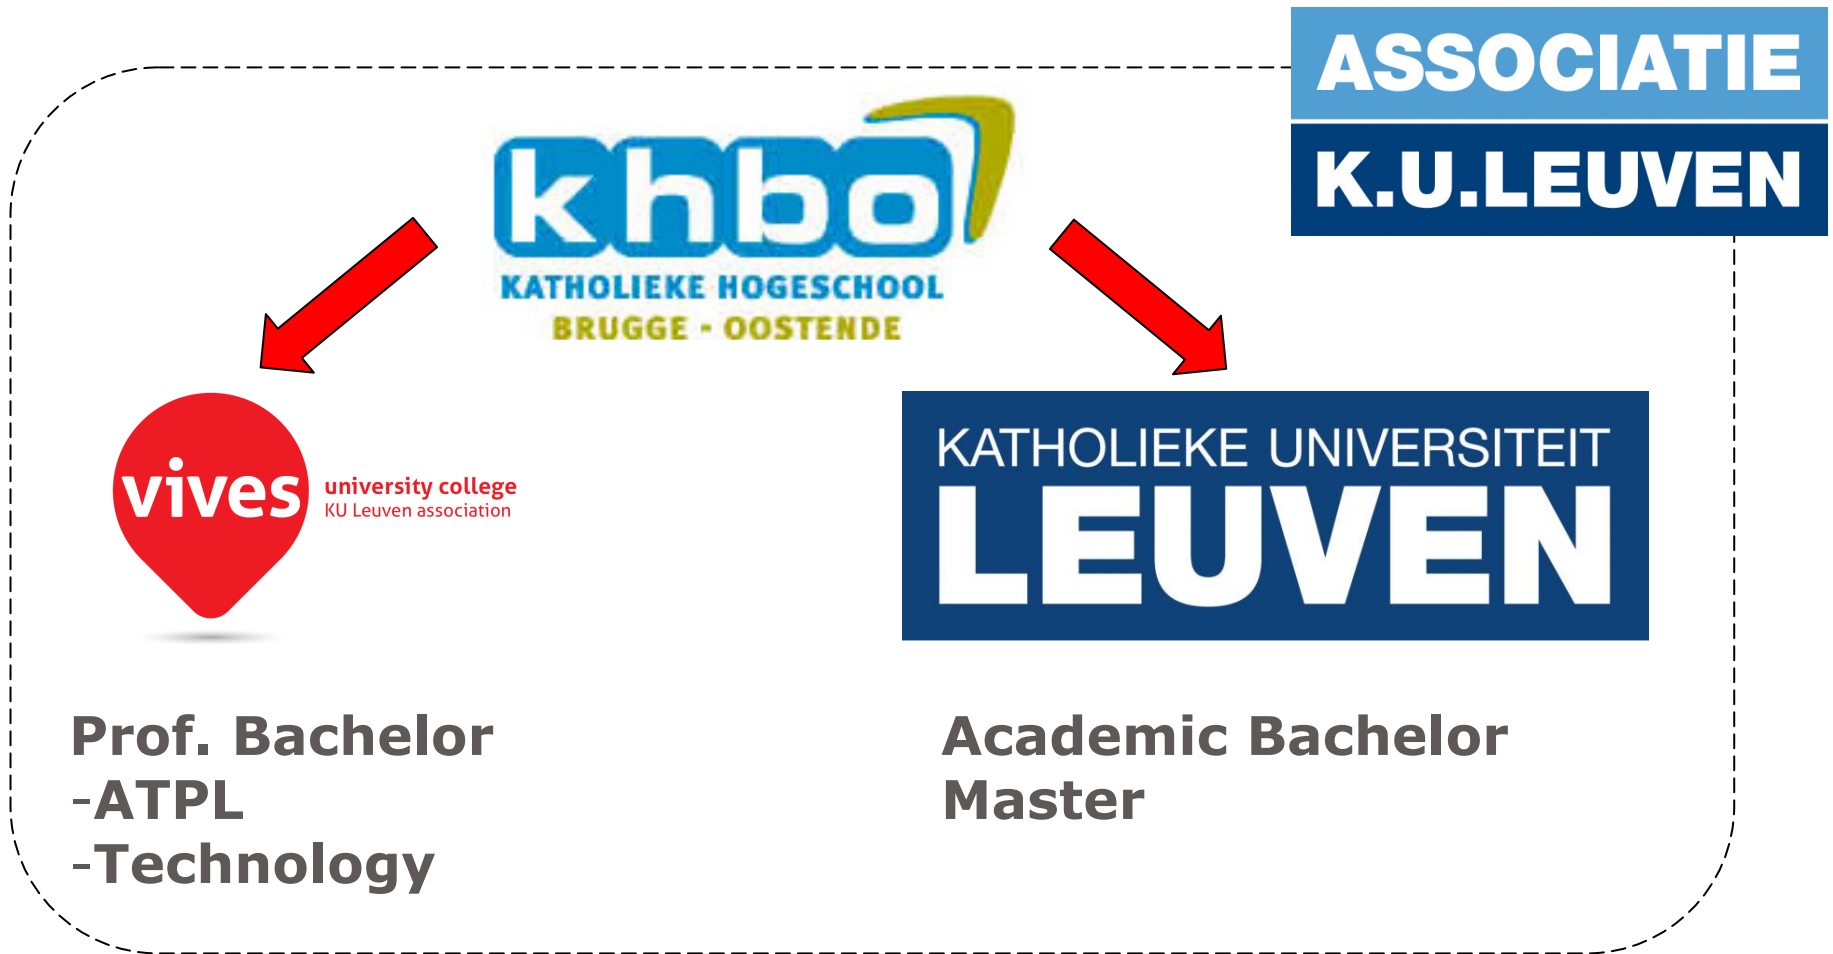 ASSOCIATIE
K.U.LEUVEN
khbo
KATHOLIEKE HOGESCHOOL
BRUGGE - OOSTENDE
vives
university college
KU Leuven association
KATHOLIEKE UNIVERSITEIT
LEUVEN
Prof. Bachelor
-ATPL
-Technology
Academic Bachelor
Master